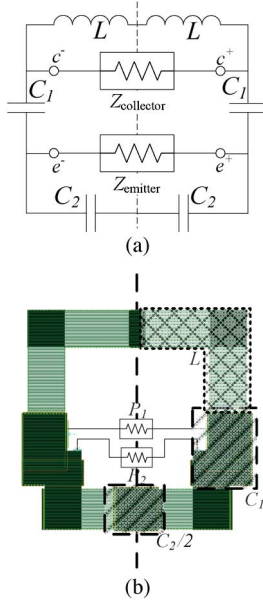 L L
c- c+
C1 Zcollector C1
e- e+
Zemitter
C2 C2
(a)
P1
L
P2
C1
C2/2
(b)